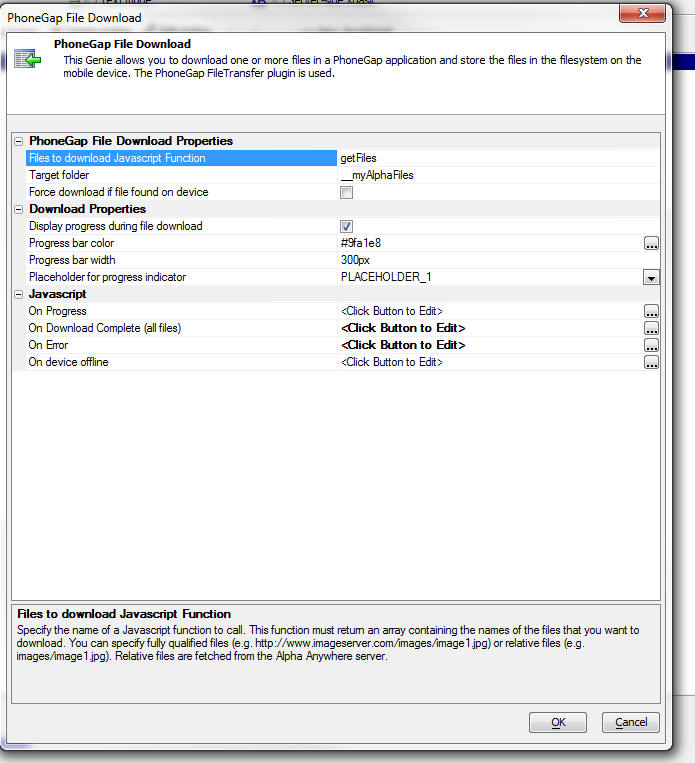 PhoneGap File Download
PhoneGap File Download
This Genie allows you to download one or more files in a PhoneGap application and store the files in the filesystem on the
mobile device. The PhoneGap FileTransfer plugin is used.
PhoneGap File Download Properties
Files to download Javascript Function getFiles
Target folder __myAlphaFiles
Force download if file found on device
Download Properties
Display progress during file download
Progress bar color #9fa1e8 ...
Progress bar width 300px
Placeholder for progress indicator PLACEHOLDER_1
Javascript
On Progress <Click Button to Edit> ...
On Download Complete (all files) <Click Button to Edit> ...
On Error <Click Button to Edit> ...
On device offline <Click Button to Edit> ...
Files to download Javascript Function
Specify the name of a Javascript function to call. This function must return an array containing the names of the files that you want to
download. You can specify fully qualified files (e.g. http://www.imageserver.com/images/image1.jpg) or relative files (e.g.
images/image1.jpg). Relative files are fetched from the Alpha Anywhere server.
OK Cancel